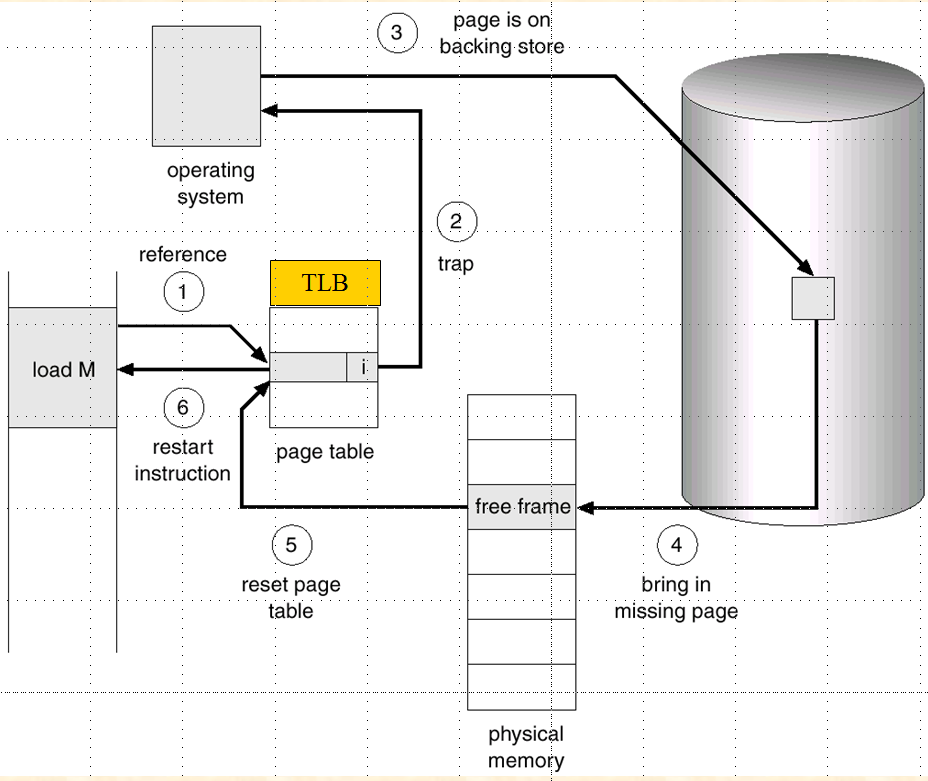 3
page is on
backing store
operating
system
2
trap
reference
1
TLB
load M
i
6
restart
instruction
page table
free frame
5
reset page
table
4
bring in
missing page
physical
memory